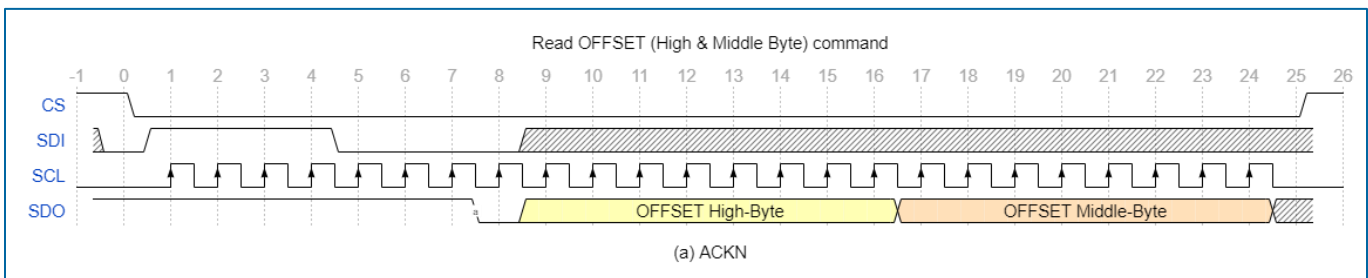 Read OFFSET (High & Middle Byte) command
-1 0 1 2 3 4 5 6 7 8 9 10 11 12 13 14 15 16 17 18 19 20 21 22 23 24 25 26
CS
SDI
SCL
SDO a OFFSET High-Byte OFFSET Middle-Byte
(a) ACKN